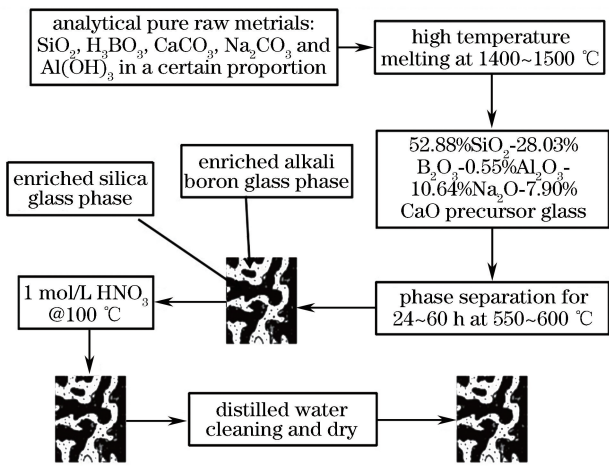 analytical pure raw metrials:
SiO₂, H₃BO₃, CaCO₃, Na₂CO₃ and
Al(OH)₃ in a certain proportion
high temperature
melting at 1400~1500 ℃
52.88%SiO₂-28.03%
B₂O₃-0.55%Al₂O₃-
10.64%Na₂O-7.90%
CaO precursor glass
enriched alkali
boron glass phase
enriched silica
glass phase
phase separation for
24~60 h at 550~600 ℃
1 mol/L HNO₃
@100 ℃
distilled water
cleaning and dry